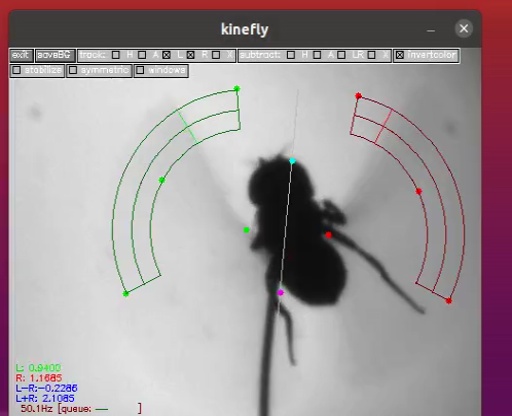 kinefly
exit saveBG track: H A L R X subtract: H A LR X invertcolor
stabilize symmetric windows
L: 0.9400
R: 1.1685
L-R:-0.2286
L+R: 2.1085
50.1Hz [queue: — ]